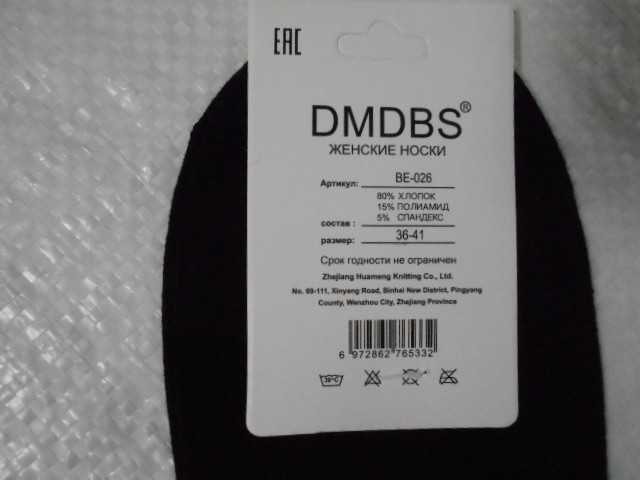 EAC
DMDBS®
ЖЕНСКИЕ НОСКИ
Артикул: BE-026
80% ХЛОПОК
15% ПОЛИАМИД
состав : 5% СПАНДЕКС
размер: 36-41
Срок годности не ограничен
Zhejiang Huameng Knitting Co., Ltd.
No. 69-111, Xinyang Road, Binhai New District, Pingyang
County, Wenzhou City, Zhejiang Province
6 972862 765332
30°C